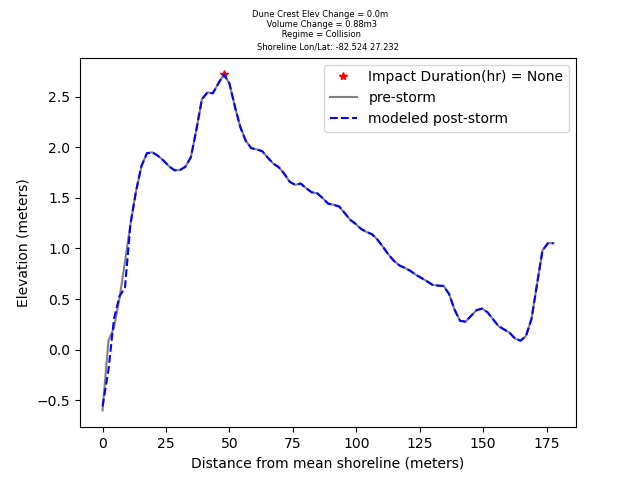 Dune Crest Elev Change = 0.0m
Volume Change = 0.88m3
Regime = Collision
Shoreline Lon/Lat: -82.524 27.232
Impact Duration(hr) = None
pre-storm
modeled post-storm
Elevation (meters)
2.5
2.0
1.5
1.0
0.5
0.0
−0.5
0 25 50 75 100 125 150 175
Distance from mean shoreline (meters)